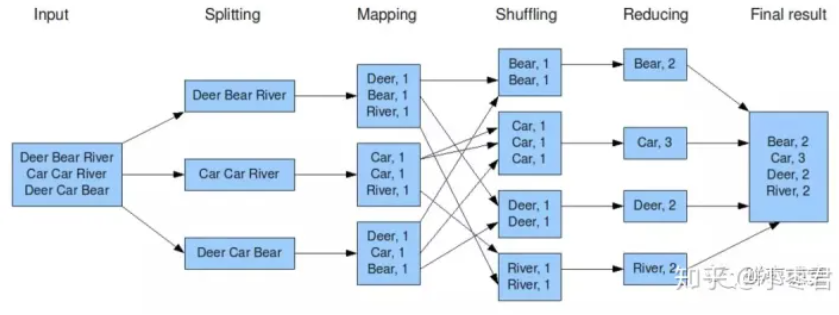 Input
Splitting
Mapping
Shuffling
Reducing
Final result
Deer Bear River
Car Car River
Deer Car Bear
Deer Bear River
Car Car River
Deer Car Bear
Deer, 1
Bear, 1
River, 1
Car, 1
Car, 1
River, 1
Deer, 1
Car, 1
Bear, 1
Bear, 1
Bear, 1
Car, 1
Car, 1
Car, 1
Deer, 1
Deer, 1
River, 1
River, 1
Bear, 2
Car, 3
Deer, 2
River, 2
Bear, 2
Car, 3
Deer, 2
River, 2
知乎 @小枣君